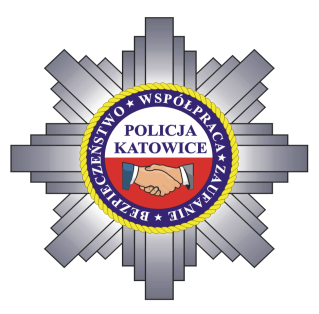 ★ BEZPIECZEŃSTWO ★ WSPÓŁPRACA ★ ZAUFANIE
POLICJA
KATOWICE